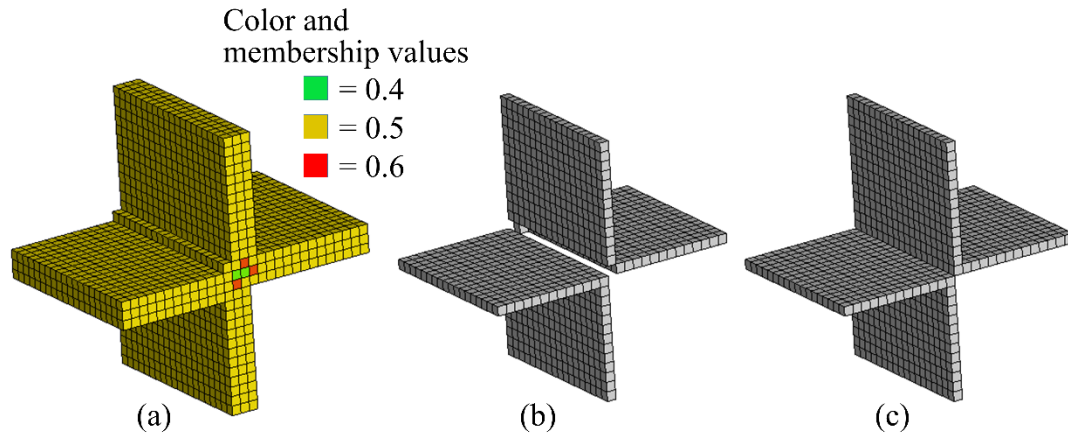 Color and
membership values
= 0.4
= 0.5
= 0.6
(a)
(b)
(c)